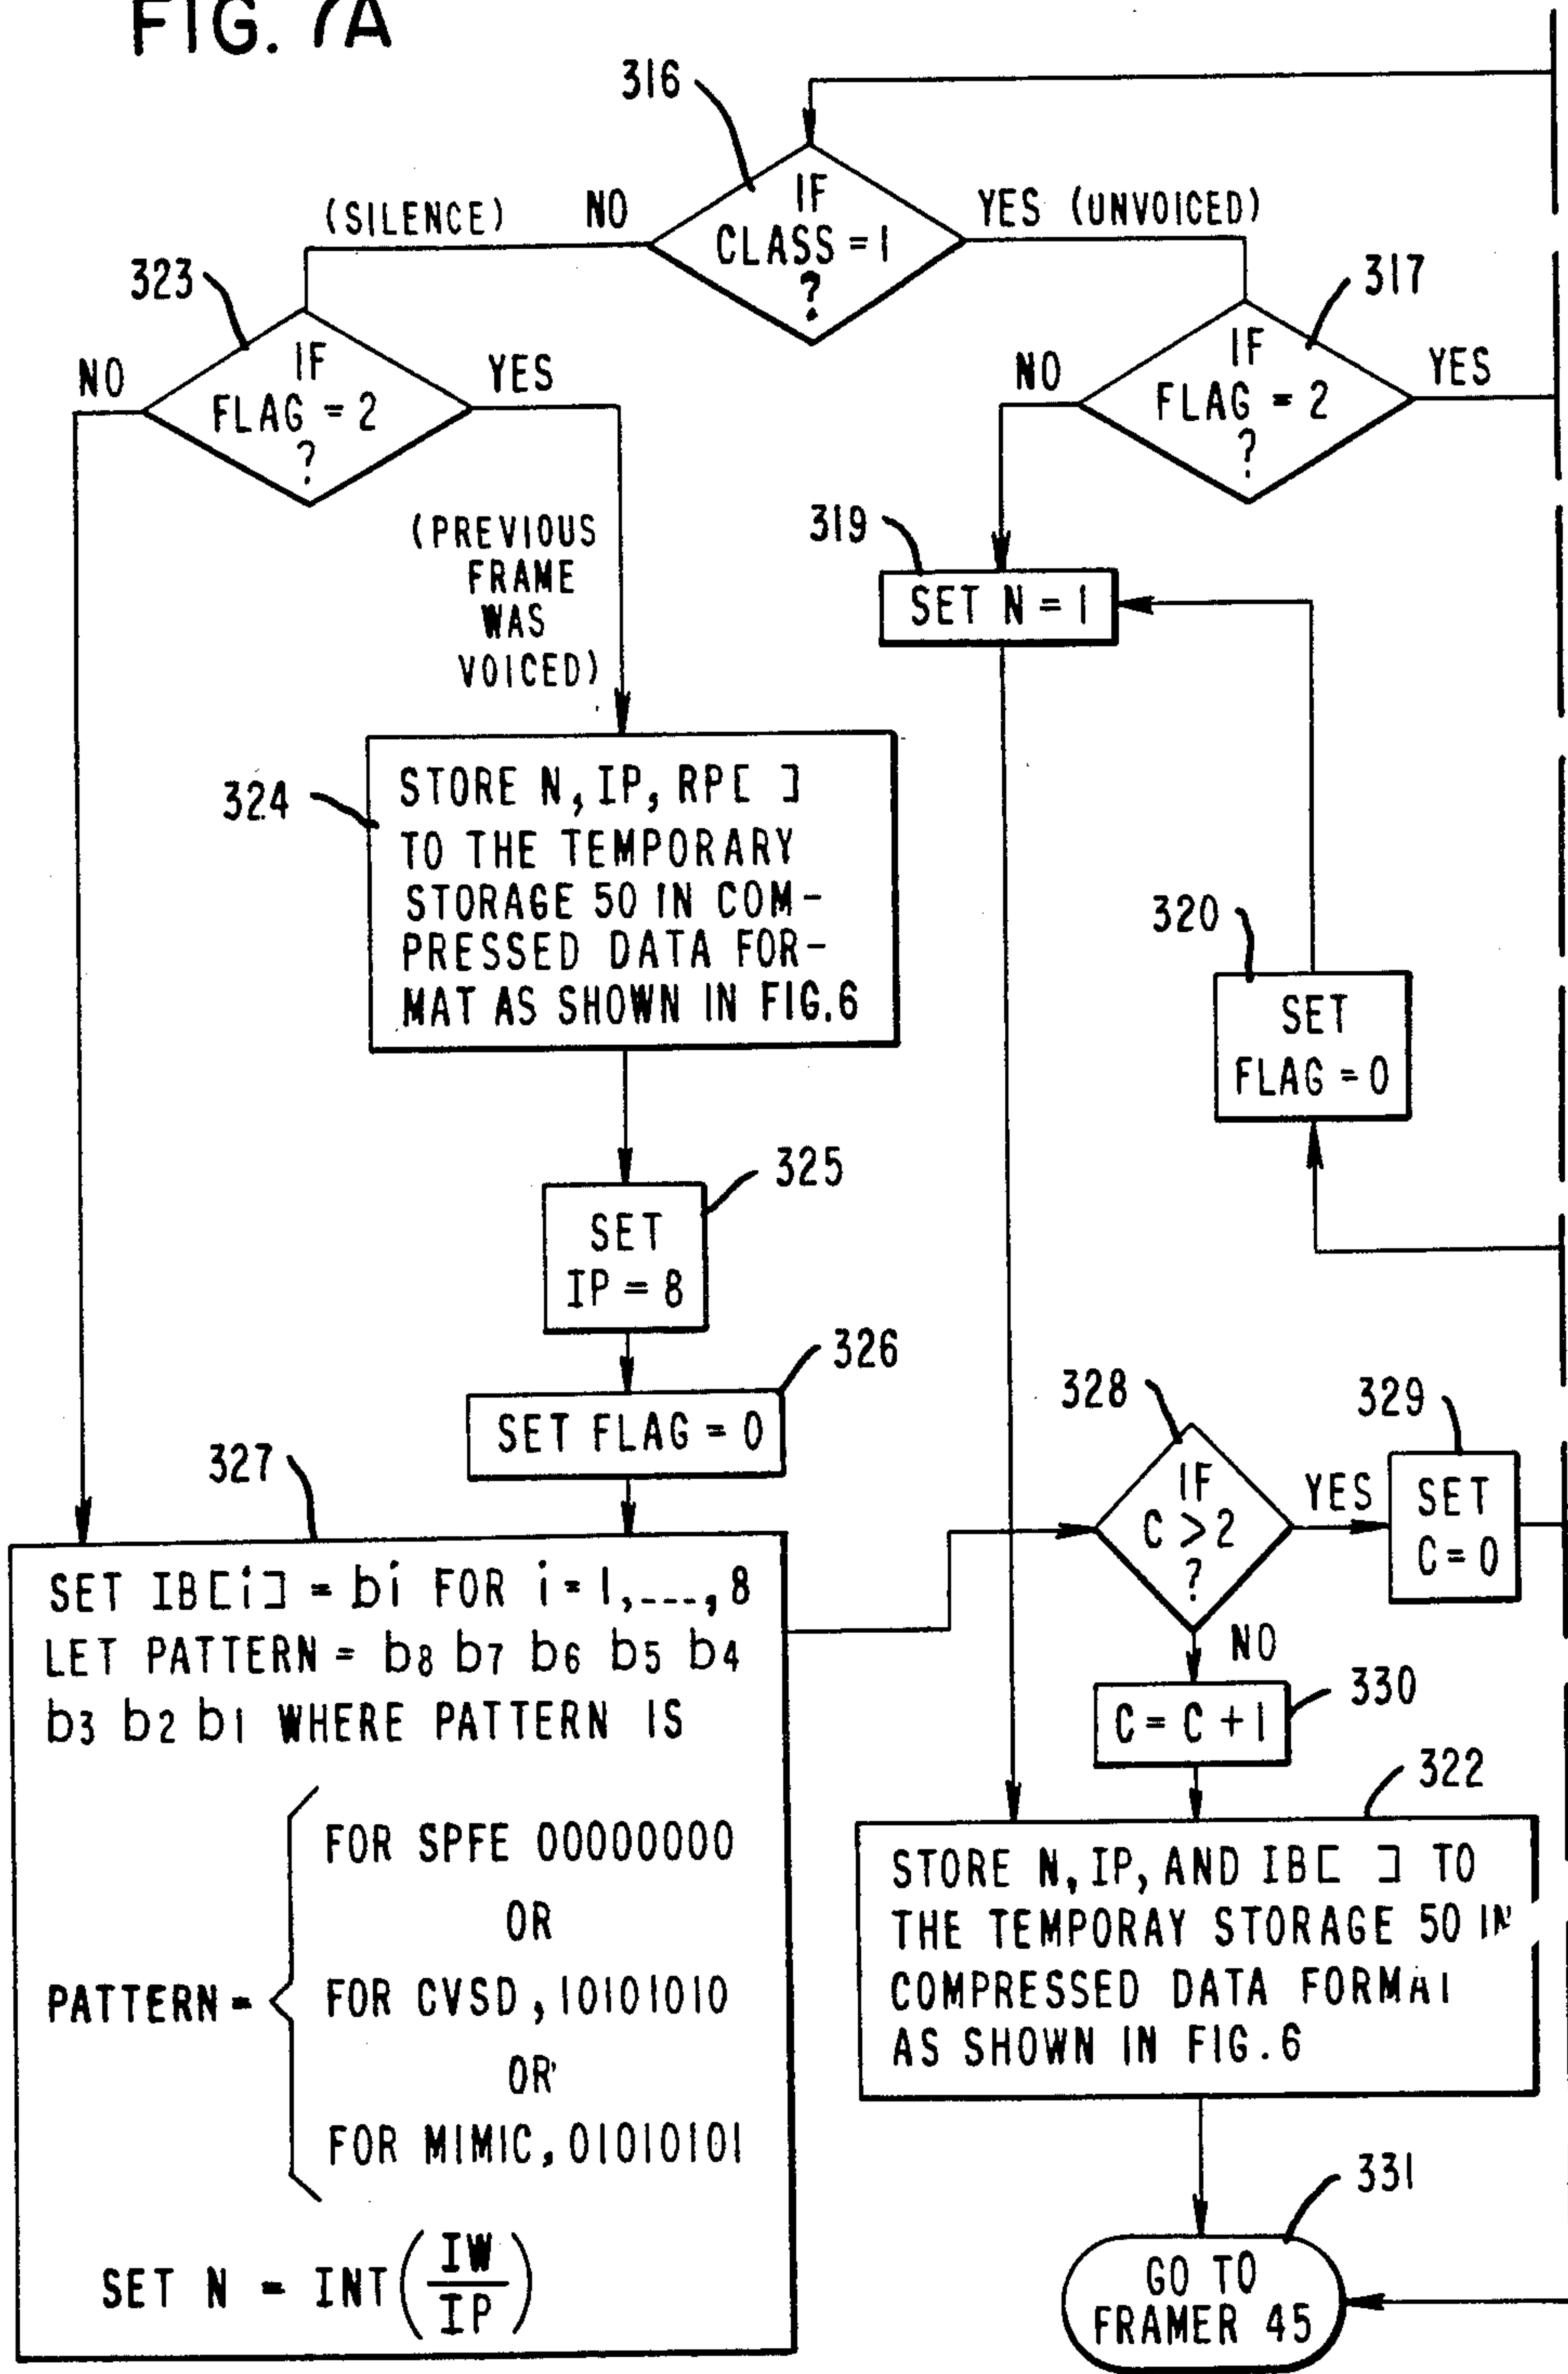 FIG. 7A
316
IF
CLASS = 1
?
(SILENCE) NO
YES (UNVOICED)
323
IF
FLAG = 2
?
NO
YES
317
IF
FLAG = 2
?
NO
YES
(PREVIOUS
FRAME
WAS
VOICED)
319
SET N = 1
324
STORE N, IP, RP[ ]
TO THE TEMPORARY
STORAGE 50 IN COM-
PRESSED DATA FOR-
MAT AS SHOWN IN FIG.6
320
SET
FLAG = 0
325
SET
IP = 8
326
SET FLAG = 0
327
SET IB[i] = bi FOR i = 1,---, 8
LET PATTERN = b8 b7 b6 b5 b4
b3 b2 b1 WHERE PATTERN IS
PATTERN =
FOR SPFE 00000000
OR
FOR CVSD, 10101010
OR
FOR MIMIC, 01010101
SET N = INT(IW/IP)
328
IF
C > 2
?
YES
NO
329
SET
C = 0
330
C = C + 1
322
STORE N, IP, AND IB[ ] TO
THE TEMPORAY STORAGE 50 IN
COMPRESSED DATA FORMAT
AS SHOWN IN FIG.6
331
GO TO
FRAMER 45